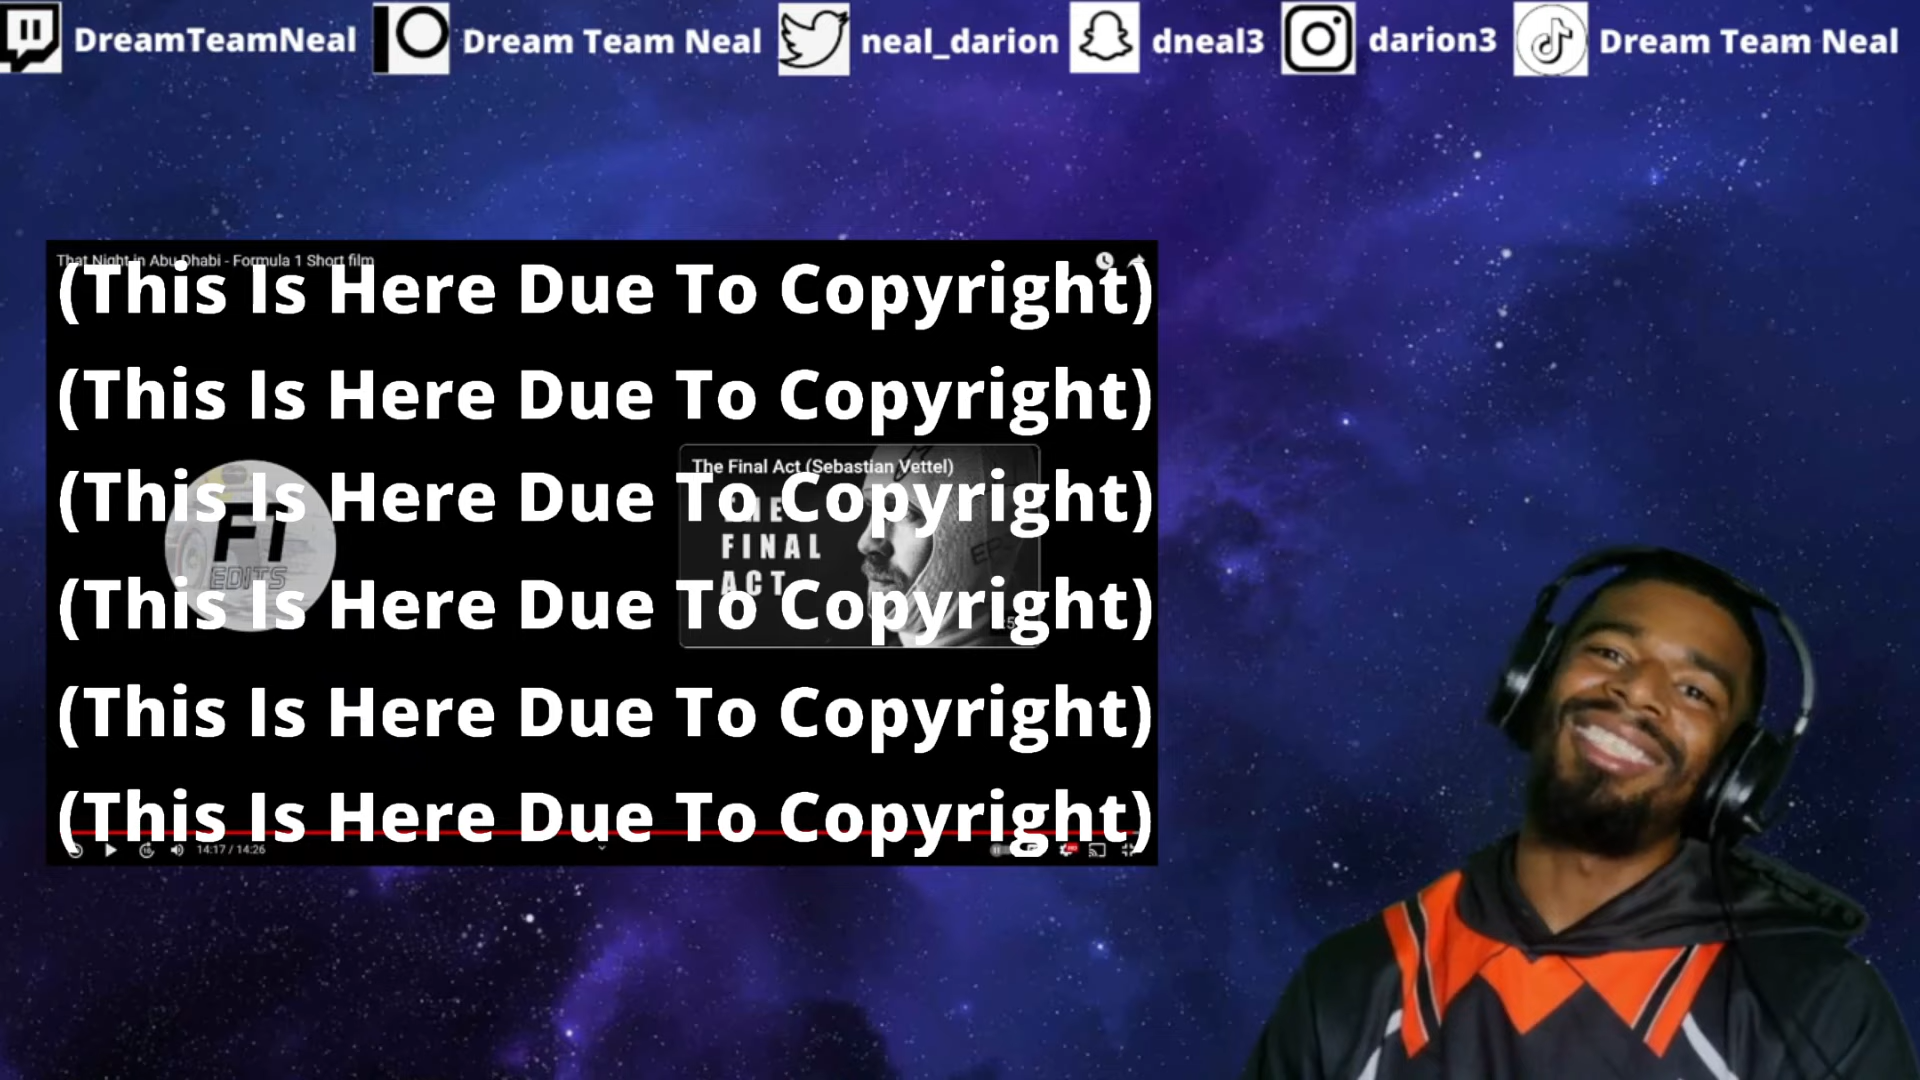 DreamTeamNeal Dream Team Neal neal_darion dneal3 darion3 Dream Team Neal
That Night in Abu Dhabi - Formula 1 Short film
(This Is Here Due To Copyright)
(This Is Here Due To Copyright)
The Final Act (Sebastian Vettel)
(This Is Here Due To Copyright)
F1
EDITS
THE
FINAL
ACT
(This Is Here Due To Copyright)
(This Is Here Due To Copyright)
(This Is Here Due To Copyright)
14:17 / 14:26